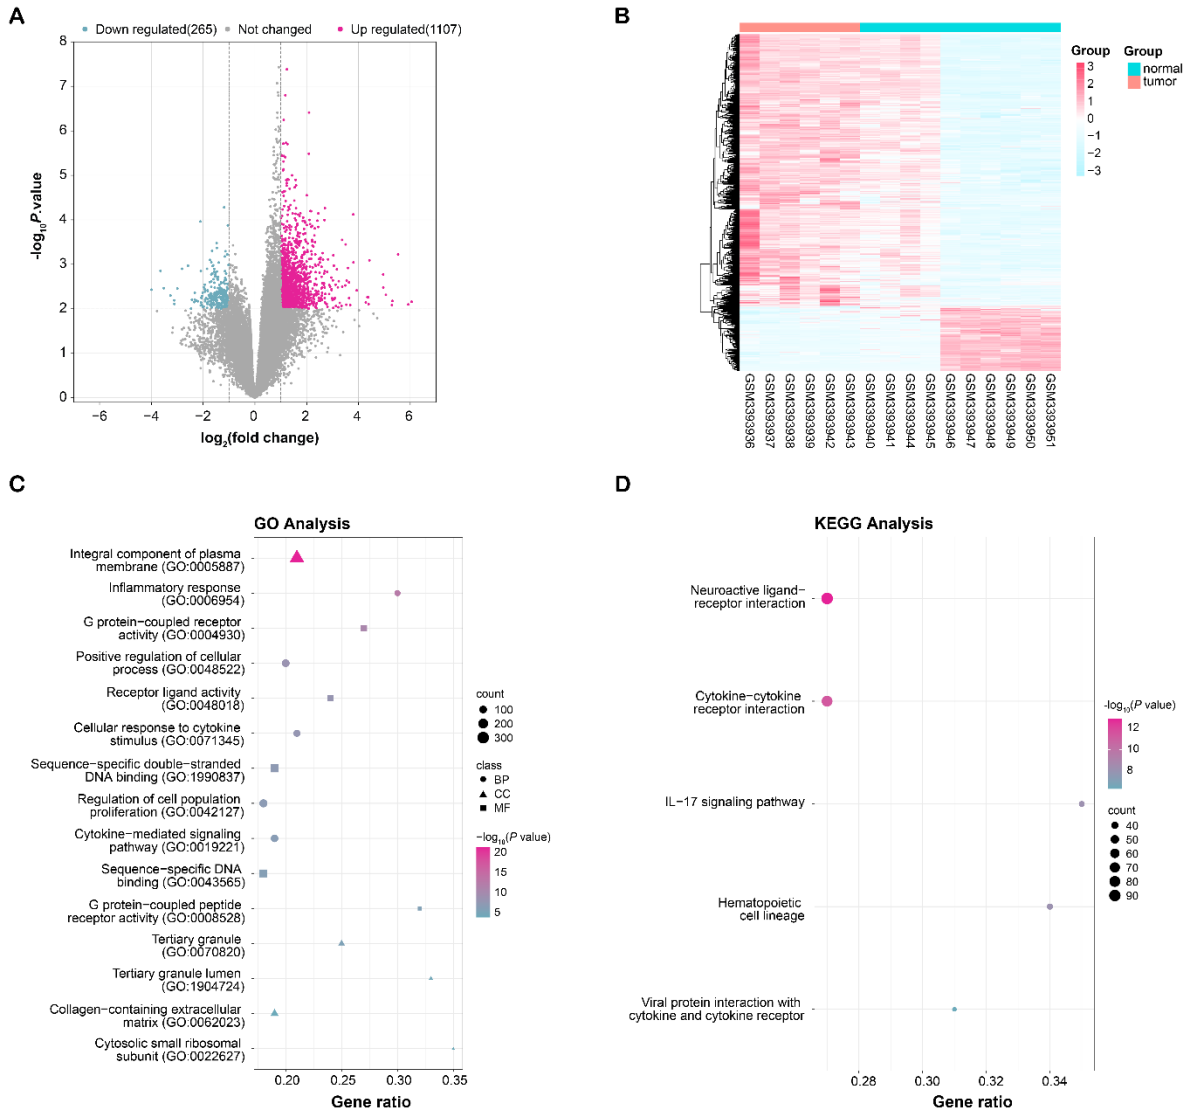 A
Down regulated(265)
Not changed
Up regulated(1107)
8
7
6
5
4
3
2
1
0
-log10P.value
−6
−4
−2
0
2
4
6
log2(fold change)
B
Group
3
2
1
0
−1
−2
−3
Group
normal
tumor
GSM3393936
GSM3393937
GSM3393938
GSM3393939
GSM3393942
GSM3393943
GSM3393940
GSM3393941
GSM3393944
GSM3393945
GSM3393946
GSM3393947
GSM3393948
GSM3393949
GSM3393950
GSM3393951
C
GO Analysis
Integral component of plasma
membrane (GO:0005887)
Inflammatory response
(GO:0006954)
G protein−coupled receptor
activity (GO:0004930)
Positive regulation of cellular
process (GO:0048522)
Receptor ligand activity
(GO:0048018)
Cellular response to cytokine
stimulus (GO:0071345)
Sequence−specific double−stranded
DNA binding (GO:1990837)
Regulation of cell population
proliferation (GO:0042127)
Cytokine−mediated signaling
pathway (GO:0019221)
Sequence−specific DNA
binding (GO:0043565)
G protein−coupled peptide
receptor activity (GO:0008528)
Tertiary granule
(GO:0070820)
Tertiary granule lumen
(GO:1904724)
Collagen−containing extracellular
matrix (GO:0062023)
Cytosolic small ribosomal
subunit (GO:0022627)
0.20
0.25
0.30
0.35
Gene ratio
count
100
200
300
class
BP
CC
MF
−log10(P value)
20
15
10
5
D
KEGG Analysis
Neuroactive ligand−
receptor interaction
Cytokine−cytokine
receptor interaction
IL−17 signaling pathway
Hematopoietic
cell lineage
Viral protein interaction with
cytokine and cytokine receptor
0.28
0.30
0.32
0.34
Gene ratio
-log10(P value)
12
10
8
count
40
50
60
70
80
90